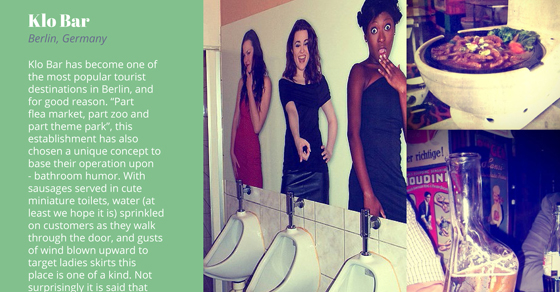 Klo Bar
Berlin, Germany
Klo Bar has become one of
the most popular tourist
destinations in Berlin, and
for good reason. “Part
flea market, part zoo and
part theme park”, this
establishment has also
chosen a unique concept to
base their operation upon
- bathroom humor. With
sausages served in cute
miniature toilets, water (at
least we hope it is) sprinkled
on customers as they walk
through the door, and gusts
of wind blown upward to
target ladies skirts this
place is one of a kind. Not
surprisingly it is said that
er richtige!
HOUDINI